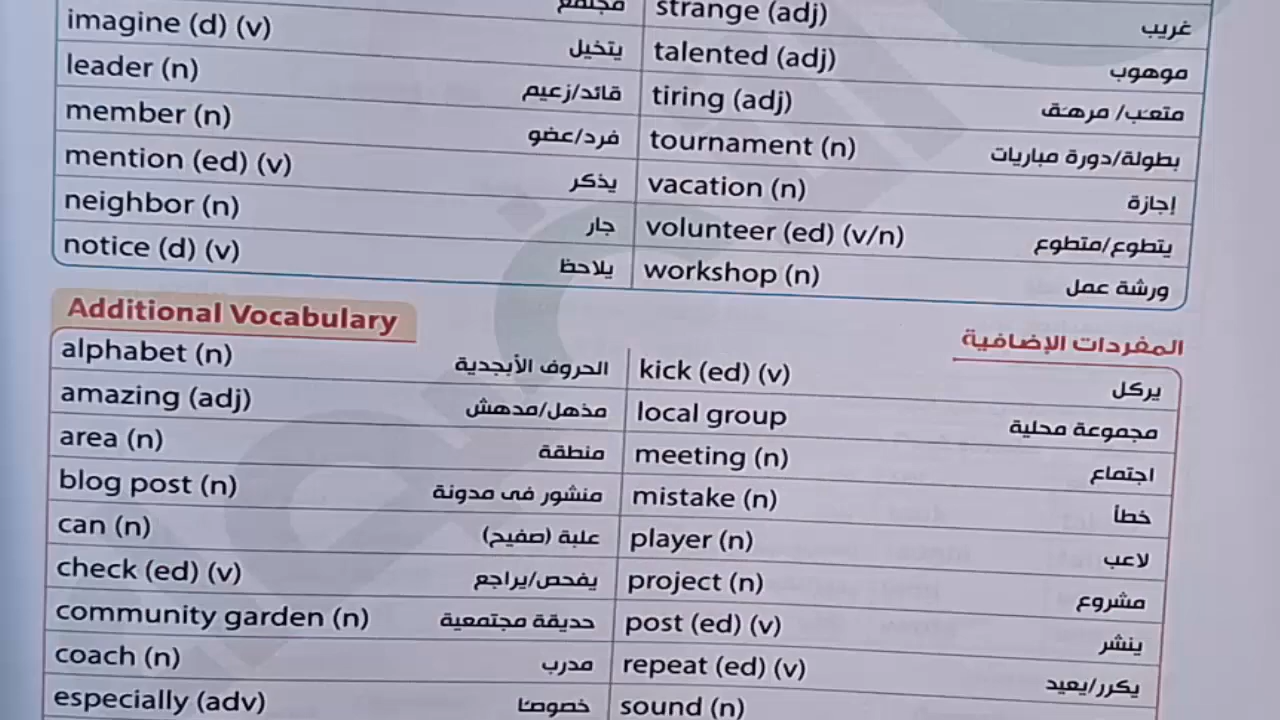 مجتمع strange (adj) غريب
imagine (d) (v) يتخيل talented (adj) موهوب
leader (n) قائد/زعيم tiring (adj) متعب/مرهق
member (n) فرد/عضو tournament (n) بطولة/دورة مباريات
mention (ed) (v) يذكر vacation (n) إجازة
neighbor (n) جار volunteer (ed) (v/n) يتطوع/متطوع
notice (d) (v) يلاحظ workshop (n) ورشة عمل
Additional Vocabulary المفردات الإضافية
alphabet (n) الحروف الأبجدية kick (ed) (v) يركل
amazing (adj) مذهل/مدهش local group مجموعة محلية
area (n) منطقة meeting (n) اجتماع
blog post (n) منشور فى مدونة mistake (n) خطأ
can (n) علبة (صفيح) player (n) لاعب
check (ed) (v) يفحص/يراجع project (n) مشروع
community garden (n) حديقة مجتمعية post (ed) (v) ينشر
coach (n) مدرب repeat (ed) (v) يكرر/يعيد
especially (adv) خصوصًا sound (n)